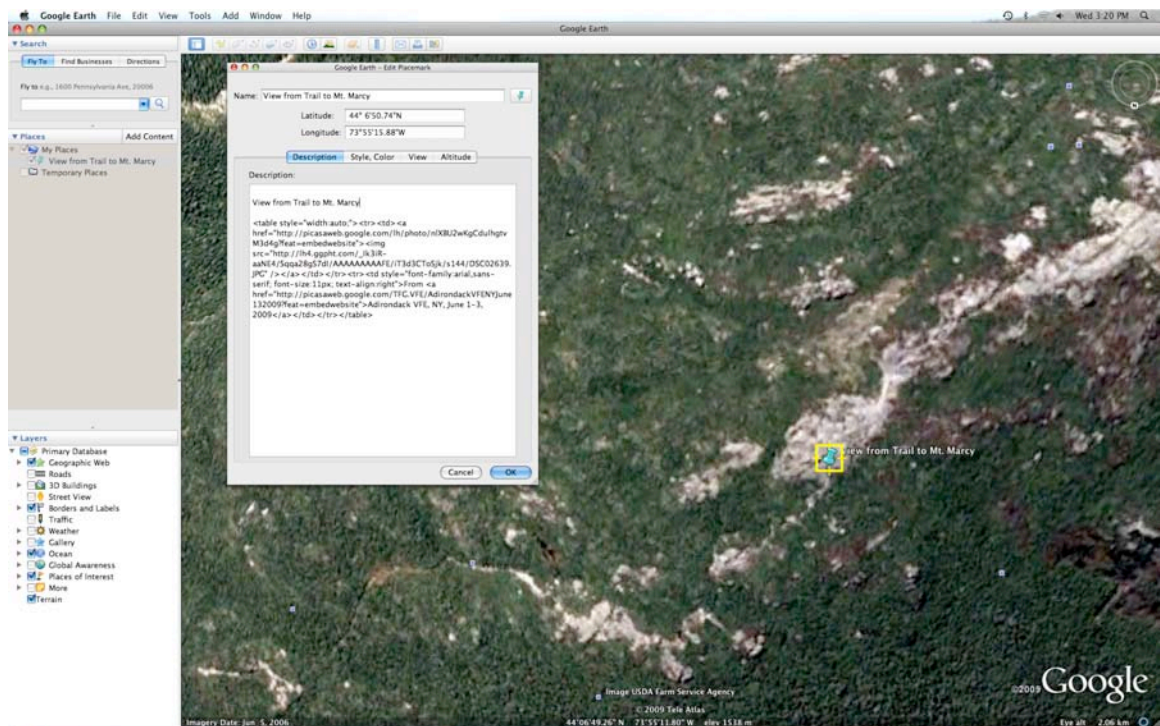 Google Earth File Edit View Tools Add Window Help
Wed 3:20 PM
Google Earth
Search
Fly To Find Businesses Directions
Fly to e.g., 1600 Pennsylvania Ave, 20006
Places Add Content
My Places
View from Trail to Mt. Marcy
Temporary Places
Layers
Primary Database
Geographic Web
Roads
3D Buildings
Street View
Borders and Labels
Traffic
Weather
Gallery
Ocean
Global Awareness
Places of Interest
More
Terrain
Google Earth - Edit Placemark
Name: View from Trail to Mt. Marcy
Latitude: 44° 6'50.74"N
Longitude: 73°55'15.88"W
Description Style, Color View Altitude
Description:
View from Trail to Mt. Marcy
<table style="width:auto;"><tr><td><a
href="http://picasaweb.google.com/lh/photo/
M3d4g?feat=embedwebsite"><img
src="http://lh4.ggpht.com/
JPG" /></a></td></tr><tr><td style="font-family:arial,sans-
serif; font-size:11px; text-align:right">From <a
href="http://picasaweb.google.com/TFG.VFE/AdirondackVFENYJune
132009?feat=embedwebsite">Adirondack VFE, NY, June 1-3,
2009</a></td></tr></table>
Cancel OK
View from Trail to Mt. Marcy
Image USDA Farm Service Agency
© 2009 Tele Atlas
©2009 Google
Imagery Date: Jun 5, 2006 44°06'49.26" N 73°55'11.80" W elev 1538 m Eye alt 2.06 km